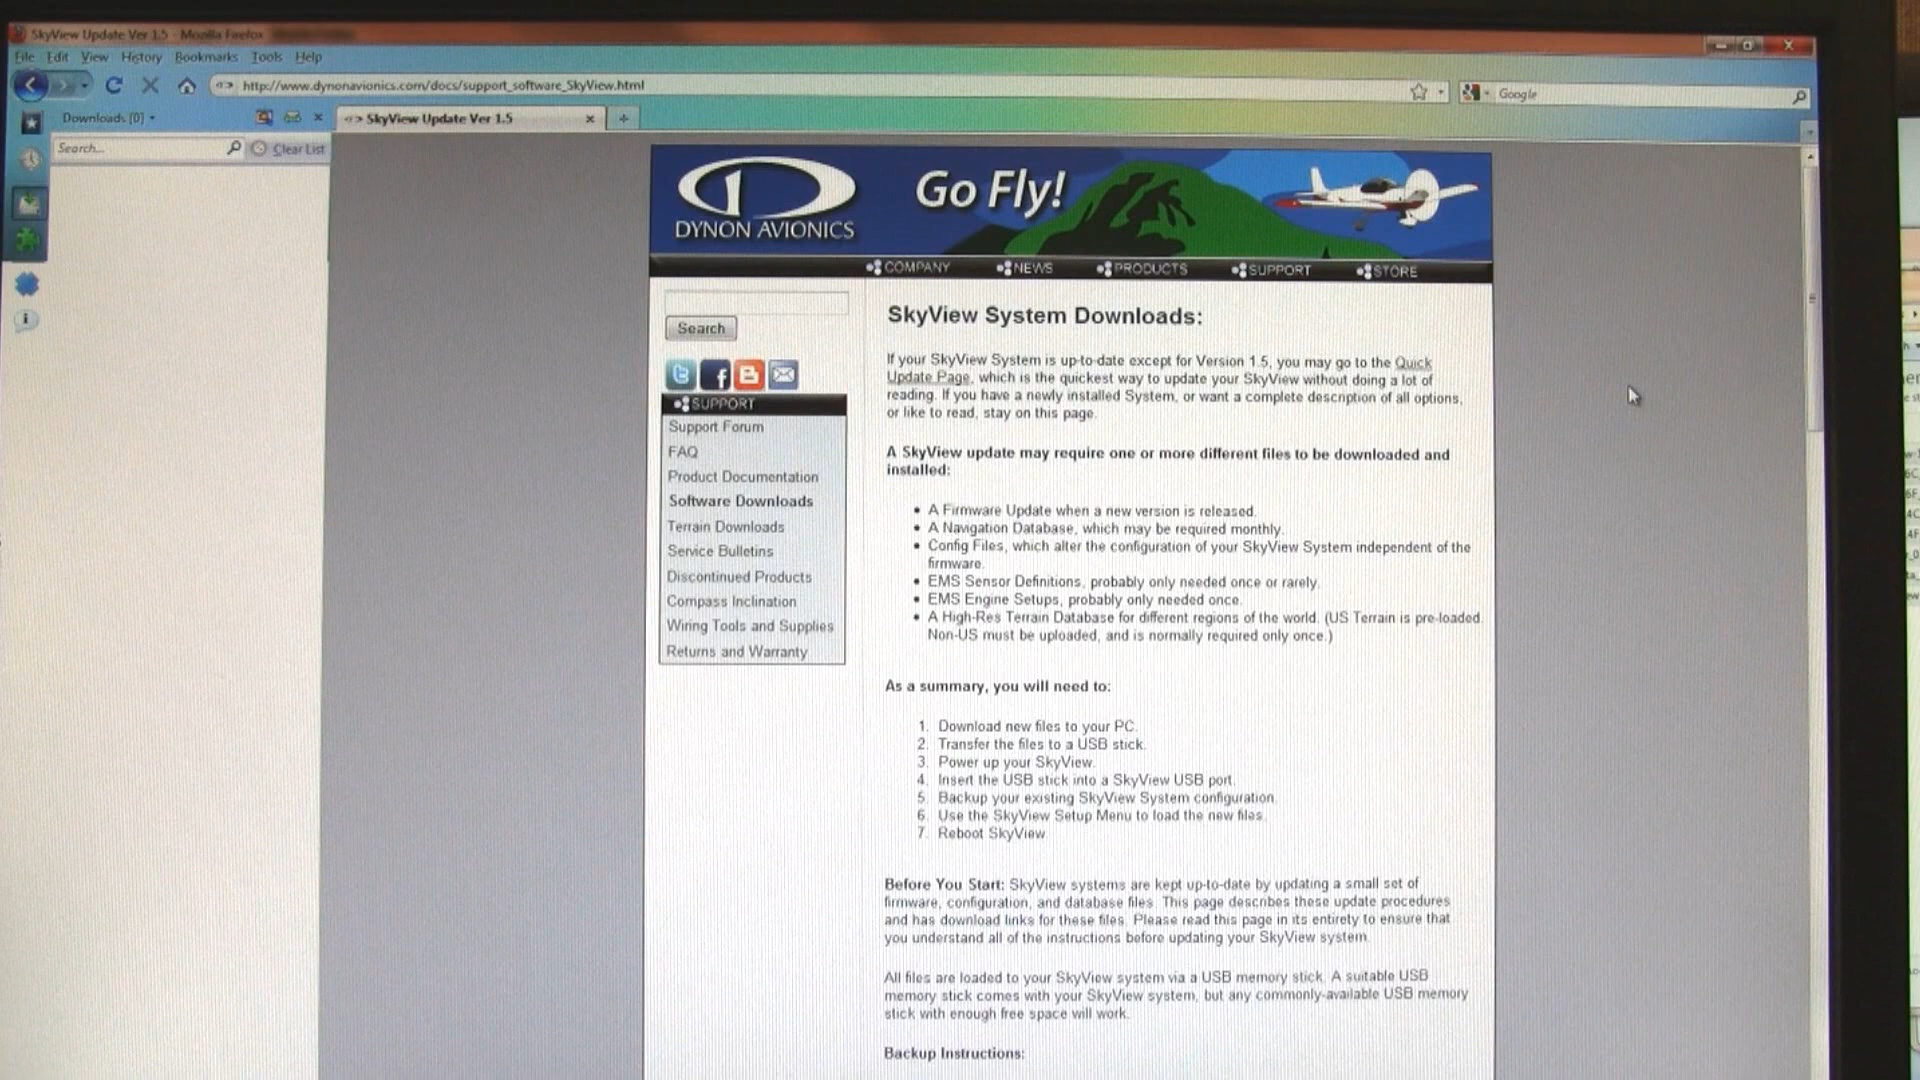 SkyView Update Ver 1.5 - Mozilla Firefox
File Edit View History Bookmarks Tools Help
http://www.dynonavionics.com/docs/support_software_SkyView.html
Google
Downloads [0]
SkyView Update Ver 1.5
Search...
Clear List
DYNON AVIONICS
Go Fly!
COMPANY NEWS PRODUCTS SUPPORT STORE
Search
SUPPORT
Support Forum
FAQ
Product Documentation
Software Downloads
Terrain Downloads
Service Bulletins
Discontinued Products
Compass Inclination
Wiring Tools and Supplies
Returns and Warranty
SkyView System Downloads:
If your SkyView System is up-to-date except for Version 1.5, you may go to the Quick
Update Page, which is the quickest way to update your SkyView without doing a lot of
reading. If you have a newly installed System, or want a complete description of all options,
or like to read, stay on this page.
A SkyView update may require one or more different files to be downloaded and
installed:
• A Firmware Update when a new version is released.
• A Navigation Database, which may be required monthly.
• Config Files, which alter the configuration of your SkyView System independent of the
firmware.
• EMS Sensor Definitions, probably only needed once or rarely.
• EMS Engine Setups, probably only needed once.
• A High-Res Terrain Database for different regions of the world. (US Terrain is pre-loaded.
Non-US must be uploaded, and is normally required only once.)
As a summary, you will need to:
1. Download new files to your PC.
2. Transfer the files to a USB stick.
3. Power up your SkyView.
4. Insert the USB stick into a SkyView USB port.
5. Backup your existing SkyView System configuration.
6. Use the SkyView Setup Menu to load the new files.
7. Reboot SkyView
Before You Start: SkyView systems are kept up-to-date by updating a small set of
firmware, configuration, and database files. This page describes these update procedures
and has download links for these files. Please read this page in its entirety to ensure that
you understand all of the instructions before updating your SkyView system.
All files are loaded to your SkyView system via a USB memory stick. A suitable USB
memory stick comes with your SkyView system, but any commonly-available USB memory
stick with enough free space will work.
Backup Instructions: